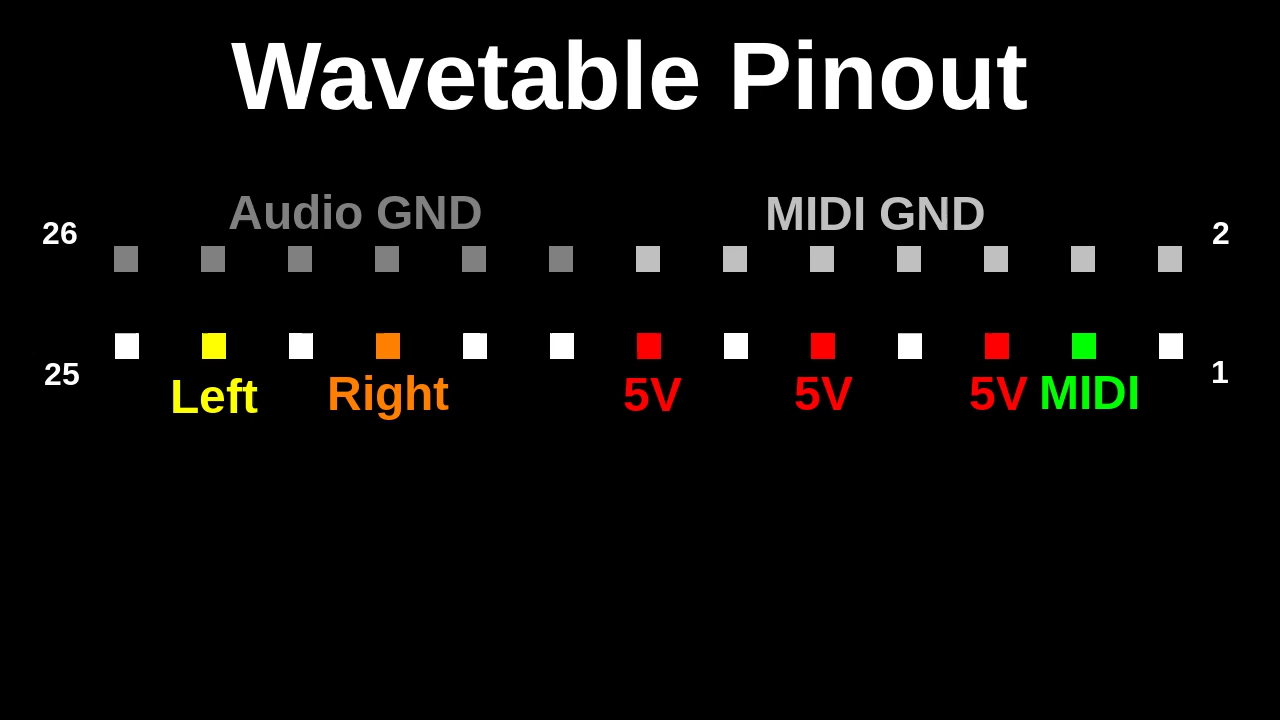 Wavetable Pinout
Audio GND MIDI GND
26 2
25 1
Left Right 5V 5V 5V MIDI